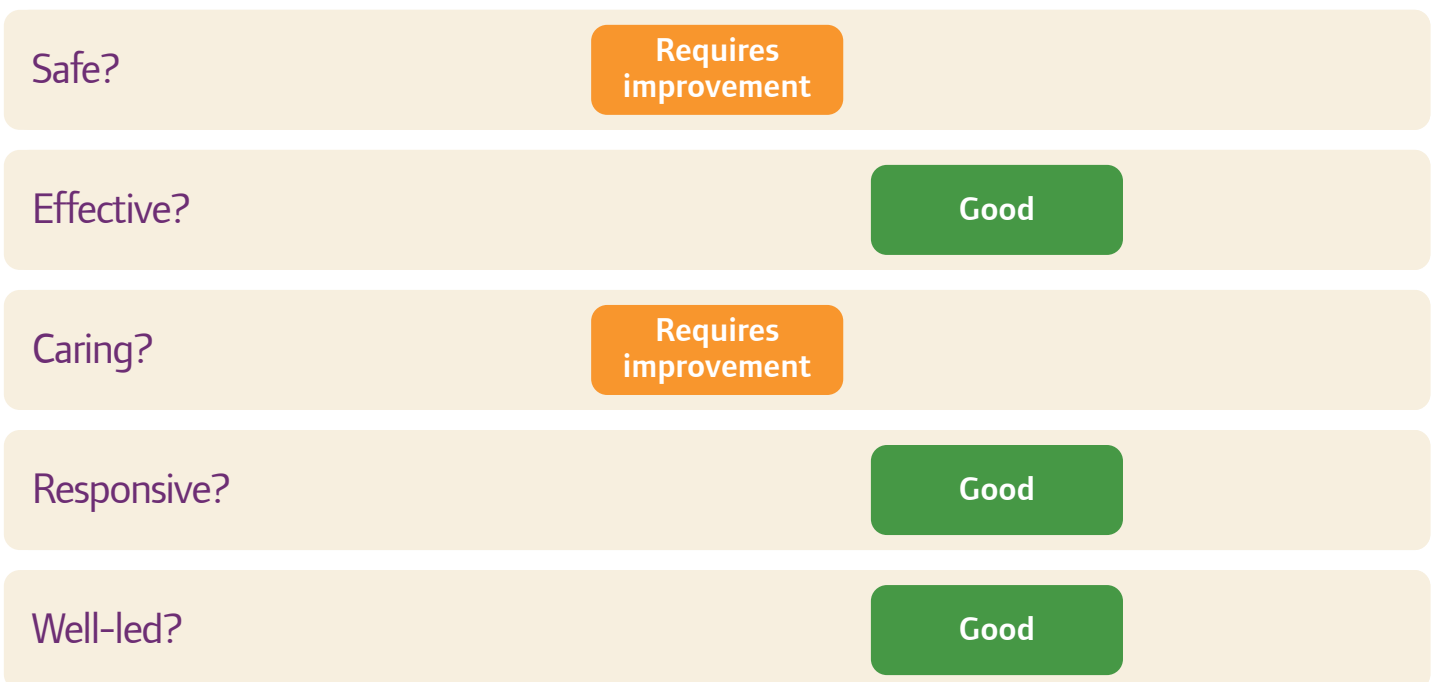 Safe?
Requires
improvement
Effective?
Good
Caring?
Requires
improvement
Responsive?
Good
Well-led?
Good